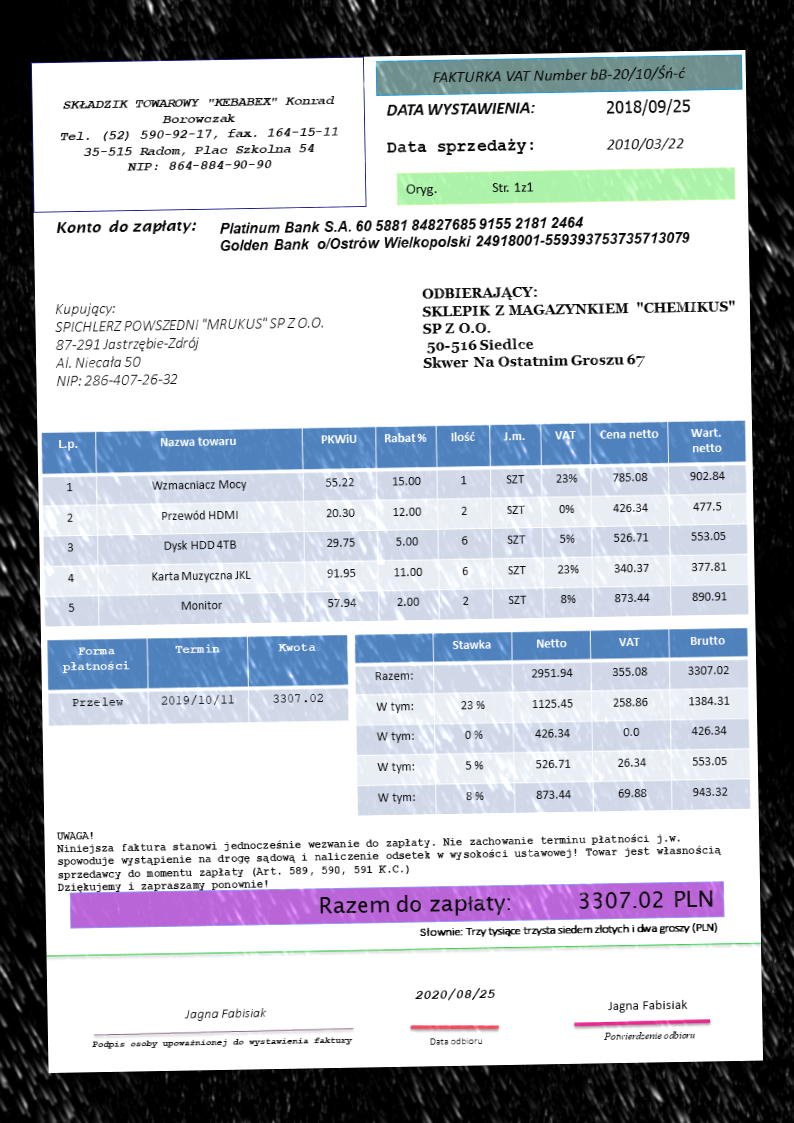 SKŁADZIK TOWAROWY "KEBABEX" Konrad
Borowczak
Tel. (52) 590-92-17, fax. 164-15-11
35-515 Radom, Plac Szkolna 54
NIP: 864-884-90-90
FAKTURKA VAT Number bB-20/10/Śń-ć
DATA WYSTAWIENIA: 2018/09/25
Data sprzedaży: 2010/03/22
Oryg. Str. 1z1
Konto do zapłaty: Platinum Bank S.A. 60 5881 84827685 9155 2181 2464
Golden Bank o/Ostrów Wielkopolski 24918001-559393753735713079
Kupujący:
SPICHLERZ POWSZEDNI "MRUKUS" SP Z O.O.
87-291 Jastrzębie-Zdrój
Al. Niecała 50
NIP: 286-407-26-32
ODBIERAJĄCY:
SKLEPIK Z MAGAZYNKIEM "CHEMIKUS"
SP Z O.O.
50-516 Siedlce
Skwer Na Ostatnim Groszu 67
L.p. Nazwa towaru PKWiU Rabat % Ilość J.m. VAT Cena netto Wart. netto
1 Wzmacniacz Mocy 55.22 15.00 1 SZT 23% 785.08 902.84
2 Przewód HDMI 20.30 12.00 2 SZT 0% 426.34 477.5
3 Dysk HDD 4TB 29.75 5.00 6 SZT 5% 526.71 553.05
4 Karta Muzyczna JKL 91.95 11.00 6 SZT 23% 340.37 377.81
5 Monitor 57.94 2.00 2 SZT 8% 873.44 890.91
Forma płatności Termin Kwota
Przelew 2019/10/11 3307.02
Stawka Netto VAT Brutto
Razem: 2951.94 355.08 3307.02
W tym: 23 % 1125.45 258.86 1384.31
W tym: 0 % 426.34 0.0 426.34
W tym: 5 % 526.71 26.34 553.05
W tym: 8 % 873.44 69.88 943.32
UWAGA!
Niniejsza faktura stanowi jednocześnie wezwanie do zapłaty. Nie zachowanie terminu płatności j.w.
spowoduje wystąpienie na drogę sądową i naliczenie odsetek w wysokości ustawowej! Towar jest własnością
sprzedawcy do momentu zapłaty (Art. 589, 590, 591 K.C.)
Dziękujemy i zapraszamy ponownie!
Razem do zapłaty: 3307.02 PLN
Słownie: Trzy tysiące trzysta siedem złotych i dwa groszy (PLN)
Jagna Fabisiak
Podpis osoby upoważnionej do wystawienia faktury
2020/08/25
Data odbioru
Jagna Fabisiak
Potwierdzenie odbioru